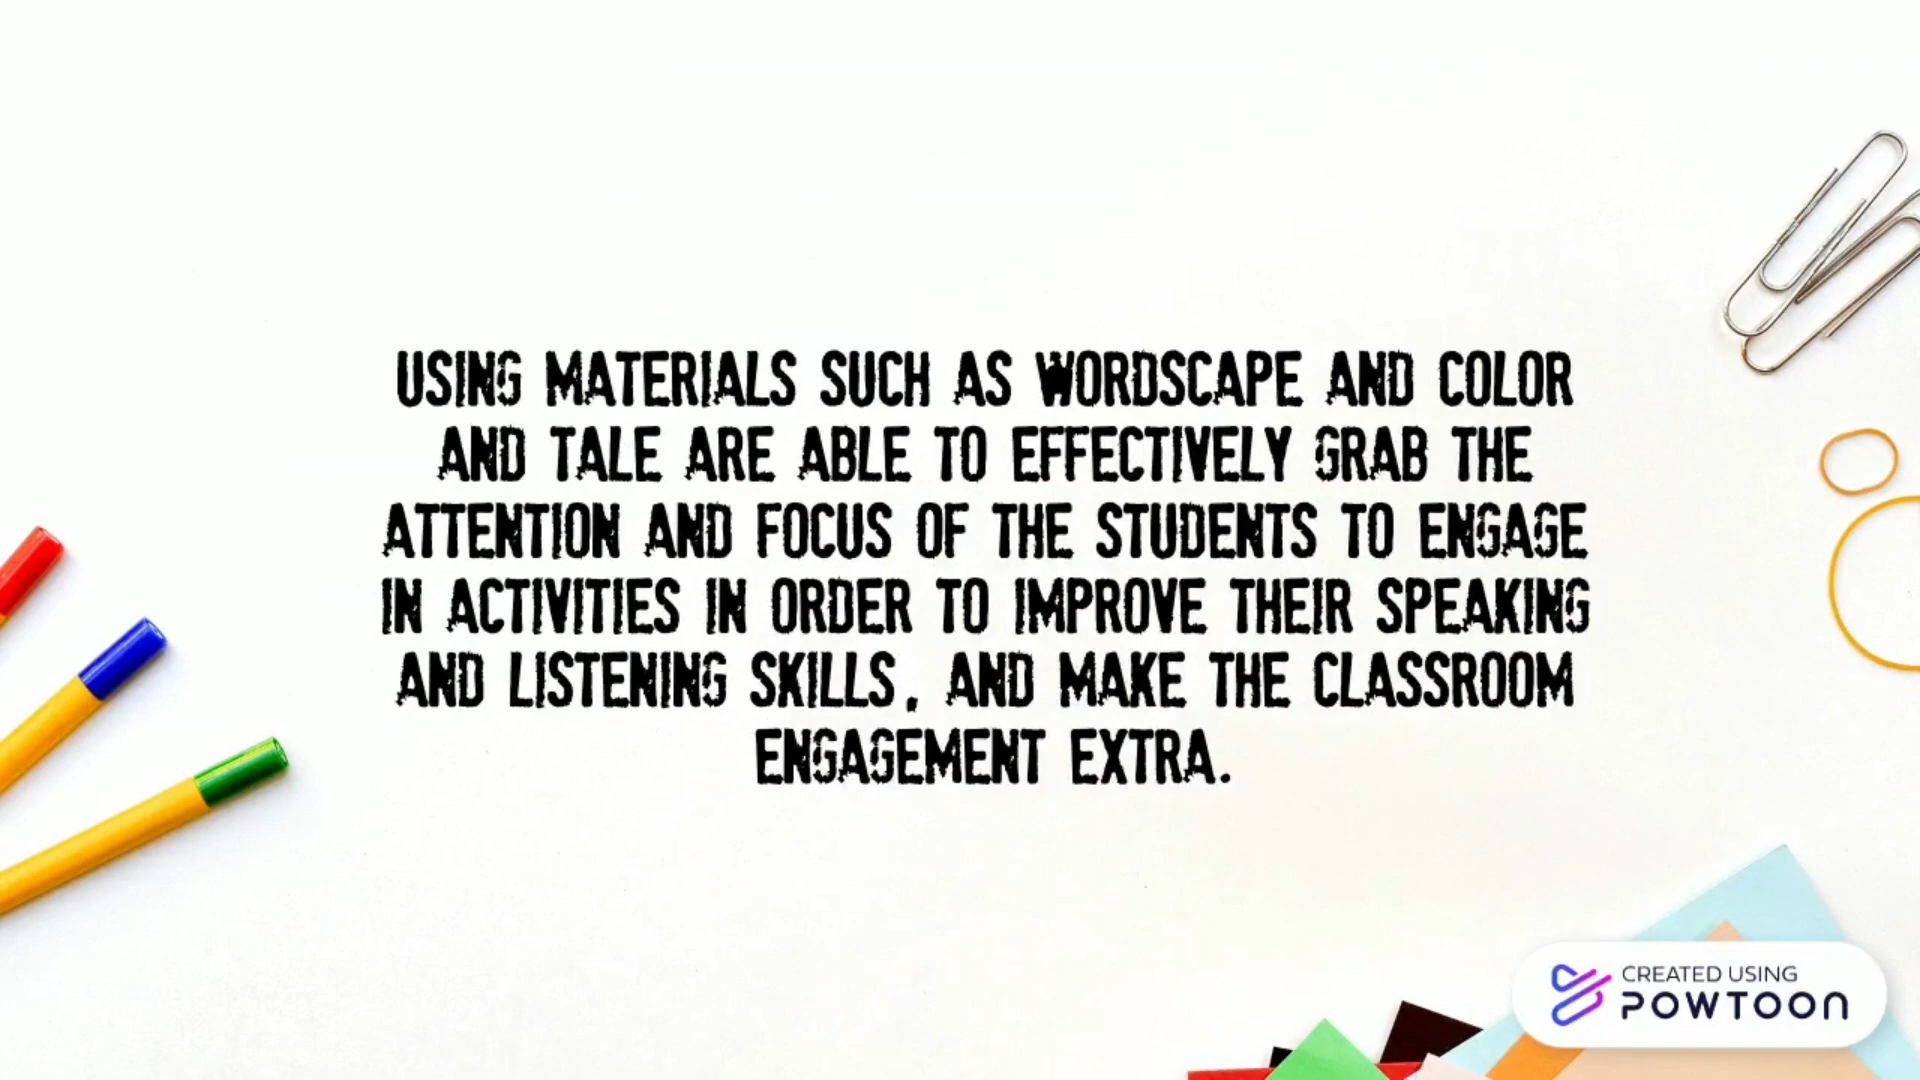 USING MATERIALS SUCH AS WORDSCAPE AND COLOR
AND TALE ARE ABLE TO EFFECTIVELY GRAB THE
ATTENTION AND FOCUS OF THE STUDENTS TO ENGAGE
IN ACTIVITIES IN ORDER TO IMPROVE THEIR SPEAKING
AND LISTENING SKILLS, AND MAKE THE CLASSROOM
ENGAGEMENT EXTRA.
CREATED USING
POWTOON